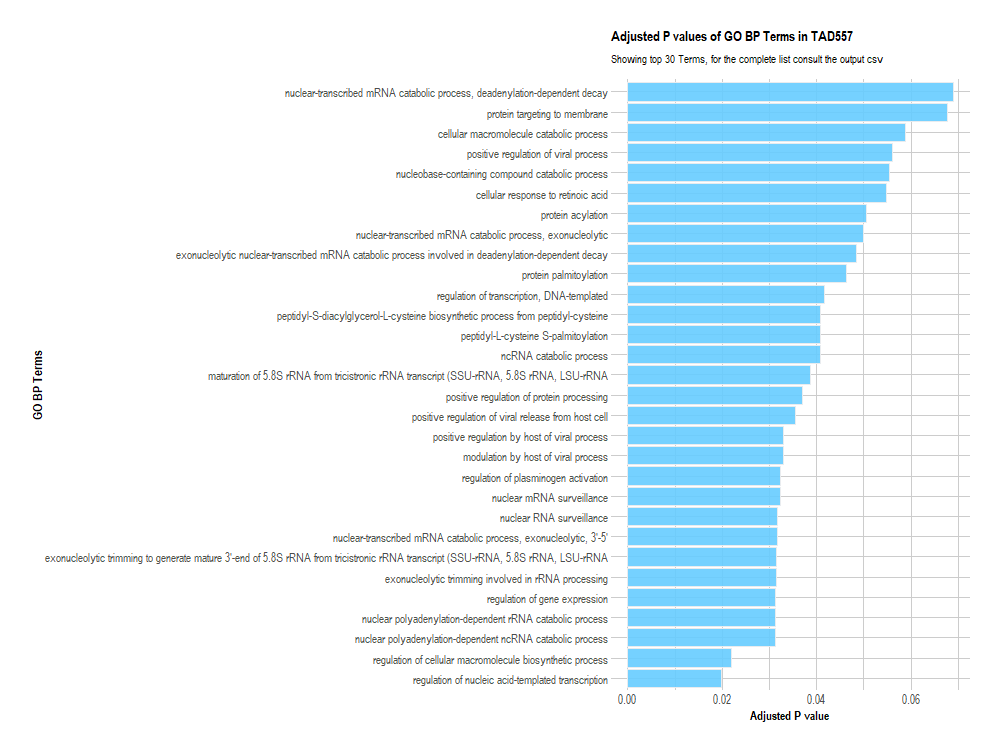 Adjusted P values of GO BP Terms in TAD557
Showing top 30 Terms, for the complete list consult the output csv
nuclear-transcribed mRNA catabolic process, deadenylation-dependent decay
protein targeting to membrane
cellular macromolecule catabolic process
positive regulation of viral process
nucleobase-containing compound catabolic process
cellular response to retinoic acid
protein acylation
nuclear-transcribed mRNA catabolic process, exonucleolytic
exonucleolytic nuclear-transcribed mRNA catabolic process involved in deadenylation-dependent decay
protein palmitoylation
regulation of transcription, DNA-templated
peptidyl-S-diacylglycerol-L-cysteine biosynthetic process from peptidyl-cysteine
peptidyl-L-cysteine S-palmitoylation
ncRNA catabolic process
maturation of 5.8S rRNA from tricistronic rRNA transcript (SSU-rRNA, 5.8S rRNA, LSU-rRNA
positive regulation of protein processing
positive regulation of viral release from host cell
positive regulation by host of viral process
modulation by host of viral process
regulation of plasminogen activation
nuclear mRNA surveillance
nuclear RNA surveillance
nuclear-transcribed mRNA catabolic process, exonucleolytic, 3'-5'
exonucleolytic trimming to generate mature 3'-end of 5.8S rRNA from tricistronic rRNA transcript (SSU-rRNA, 5.8S rRNA, LSU-rRNA
exonucleolytic trimming involved in rRNA processing
regulation of gene expression
nuclear polyadenylation-dependent rRNA catabolic process
nuclear polyadenylation-dependent ncRNA catabolic process
regulation of cellular macromolecule biosynthetic process
regulation of nucleic acid-templated transcription
GO BP Terms
0.00 0.02 0.04 0.06
Adjusted P value